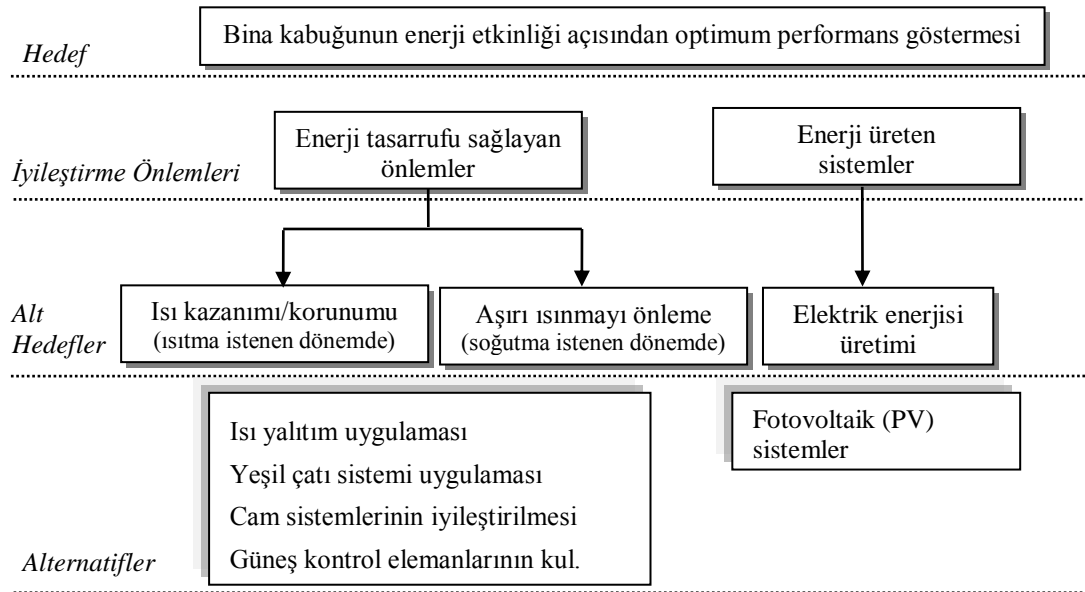 Hedef
Bina kabuğunun enerji etkinliği açısından optimum performans göstermesi
İyileştirme Önlemleri
Enerji tasarrufu sağlayan
önlemler
Enerji üreten
sistemler
Alt
Hedefler
Isı kazanımı/korunumu
(ısıtma istenen dönemde)
Aşırı ısınmayı önleme
(soğutma istenen dönemde)
Elektrik enerjisi
üretimi
Alternatifler
Isı yalıtım uygulaması
Yeşil çatı sistemi uygulaması
Cam sistemlerinin iyileştirilmesi
Güneş kontrol elemanlarının kul.
Fotovoltaik (PV)
sistemler